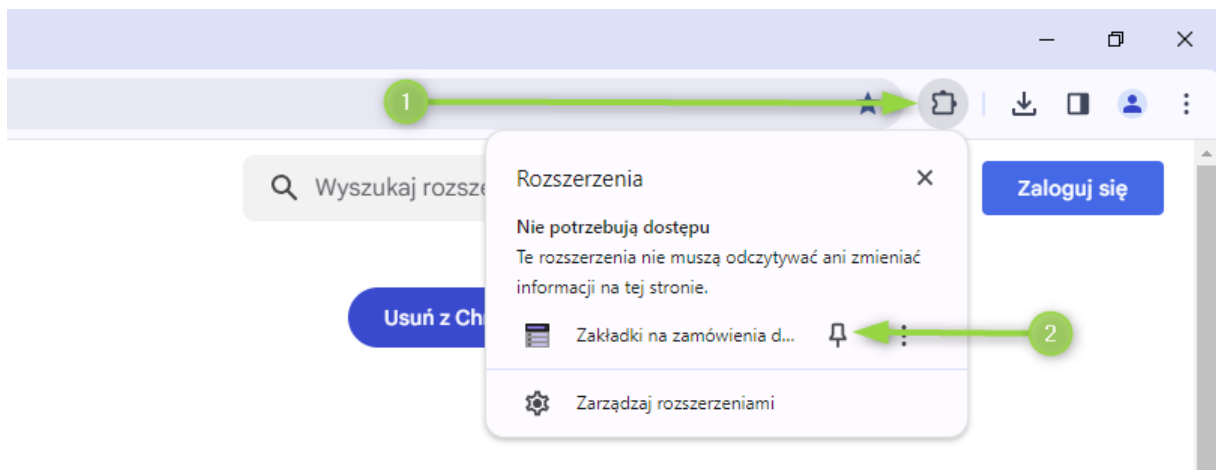 1
Wyszukaj rozsze
Zaloguj się
Rozszerzenia
Nie potrzebują dostępu
Te rozszerzenia nie muszą odczytywać ani zmieniać
informacji na tej stronie.
Usuń z Ch
Zakładki na zamówienia d...
2
Zarządzaj rozszerzeniami